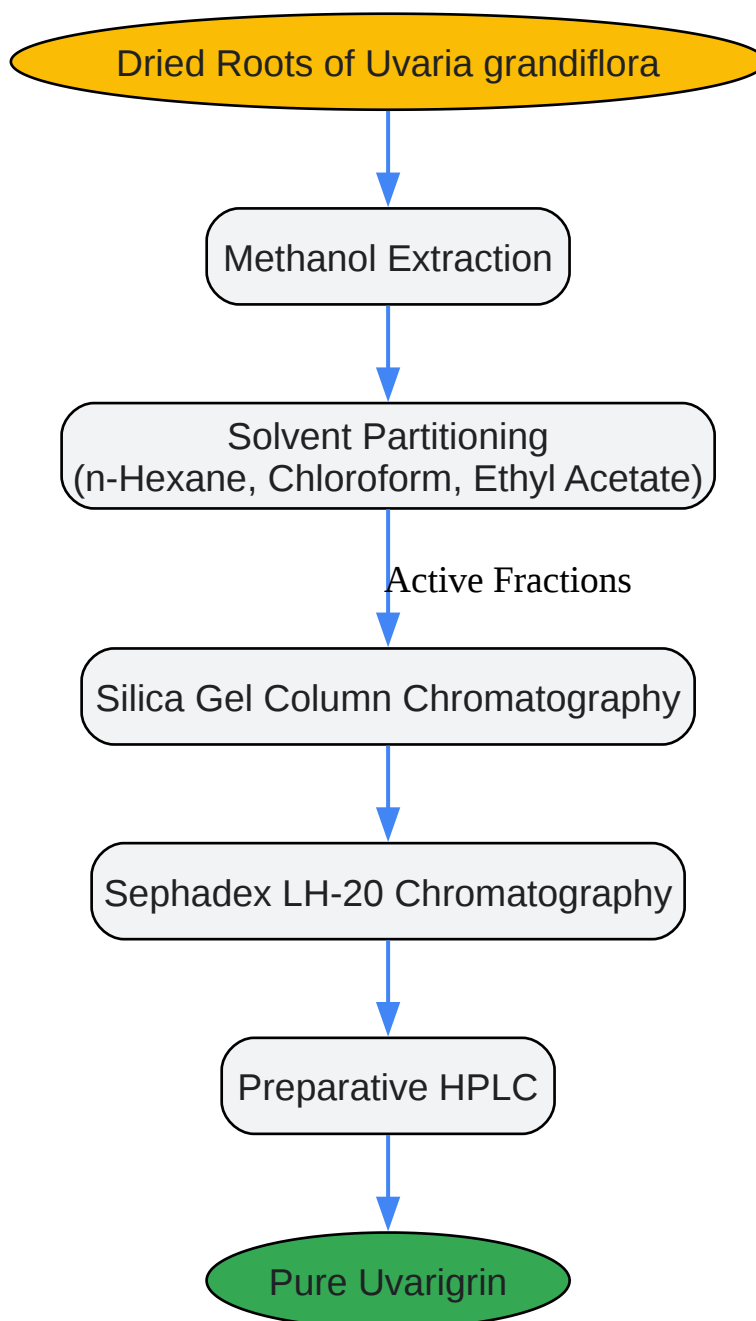 Dried Roots of Uvaria grandiflora
Methanol Extraction
Solvent Partitioning
(n-Hexane, Chloroform, Ethyl Acetate)
Active Fractions
Silica Gel Column Chromatography
Sephadex LH-20 Chromatography
Preparative HPLC
Pure Uvarigrin